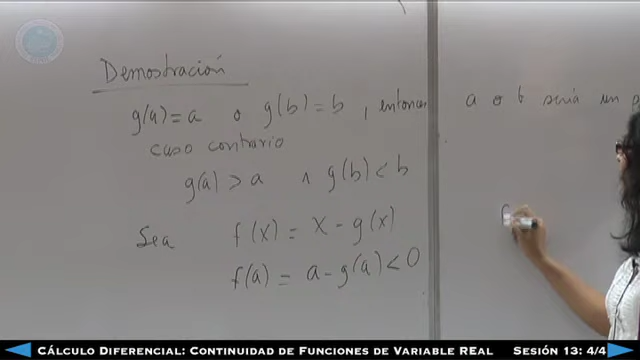 Demostración
g(a) = a o g(b) = b , entonces a o b sería un
caso contrario
g(a) > a ∧ g(b) < b
Sea f(x) = x - g(x)
f(a) = a - g(a) < 0
CÁLCULO DIFERENCIAL: CONTINUIDAD DE FUNCIONES DE VARIABLE REAL SESIÓN 13: 4/4